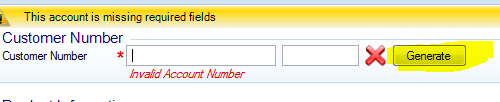 This account is missing required fields
Customer Number
Customer Number * Generate
Invalid Account Number